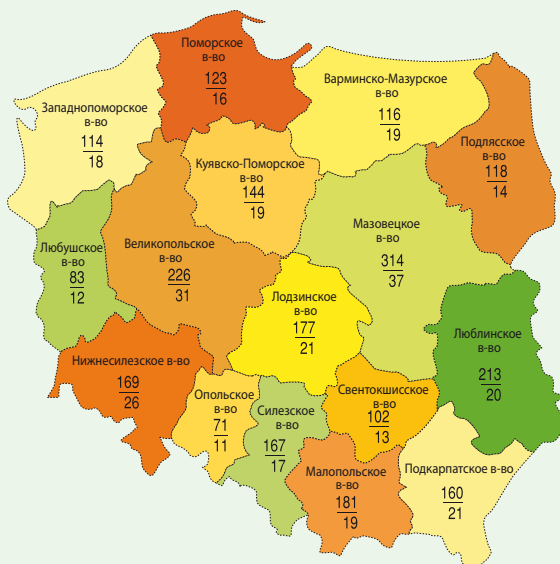 Поморское
в-во
123
16
Варминско-Мазурское
в-во
116
19
Западнопоморское
в-во
114
18
Подлясское
в-во
118
14
Куявско-Поморское
в-во
144
19
Мазовецкое
в-во
314
37
Любушское
в-во
83
12
Великопольское
в-во
226
31
Лодзинское
в-во
177
21
Люблинское
в-во
213
20
Нижнесилезское в-во
169
26
Опольское
в-во
71
11
Силезское
в-во
167
17
Свентокшисское
в-во
102
13
Малопольское
в-во
181
19
Подкарпатское в-во
160
21